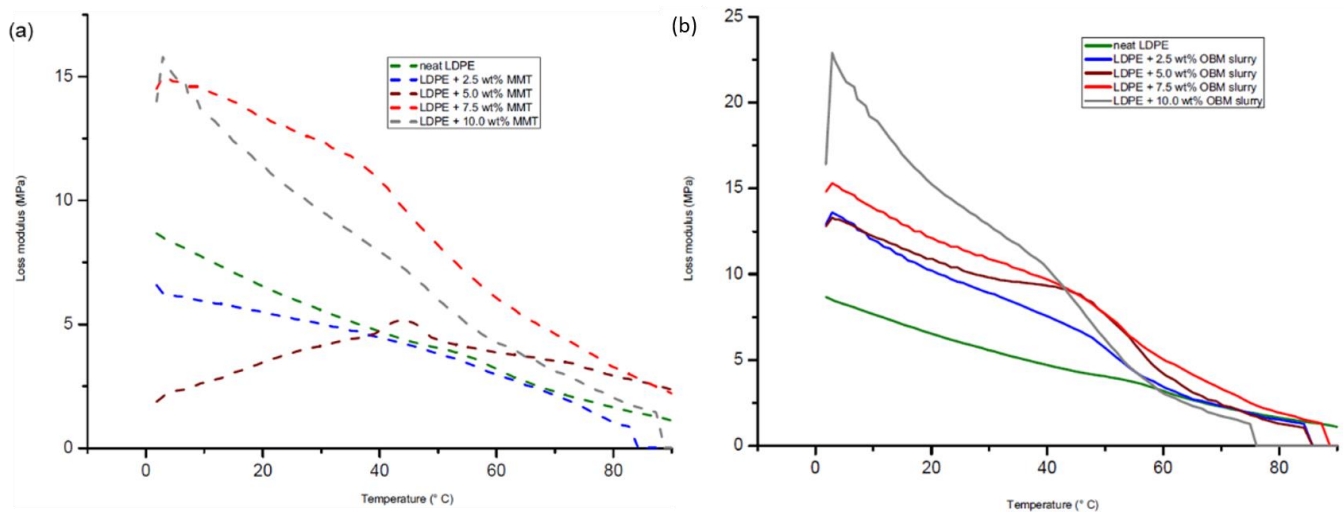 (a)
Loss modulus (MPa)
15
10
5
0
neat LDPE
LDPE + 2.5 wt% MMT
LDPE + 5.0 wt% MMT
LDPE + 7.5 wt% MMT
LDPE + 10.0 wt% MMT
0 20 40 60 80
Temperature (° C)
(b)
Loss modulus (MPa)
25
20
15
10
5
0
neat LDPE
LDPE + 2.5 wt% OBM slurry
LDPE + 5.0 wt% OBM slurry
LDPE + 7.5 wt% OBM slurry
LDPE + 10.0 wt% OBM slurry
0 20 40 60 80
Temperature (° C)